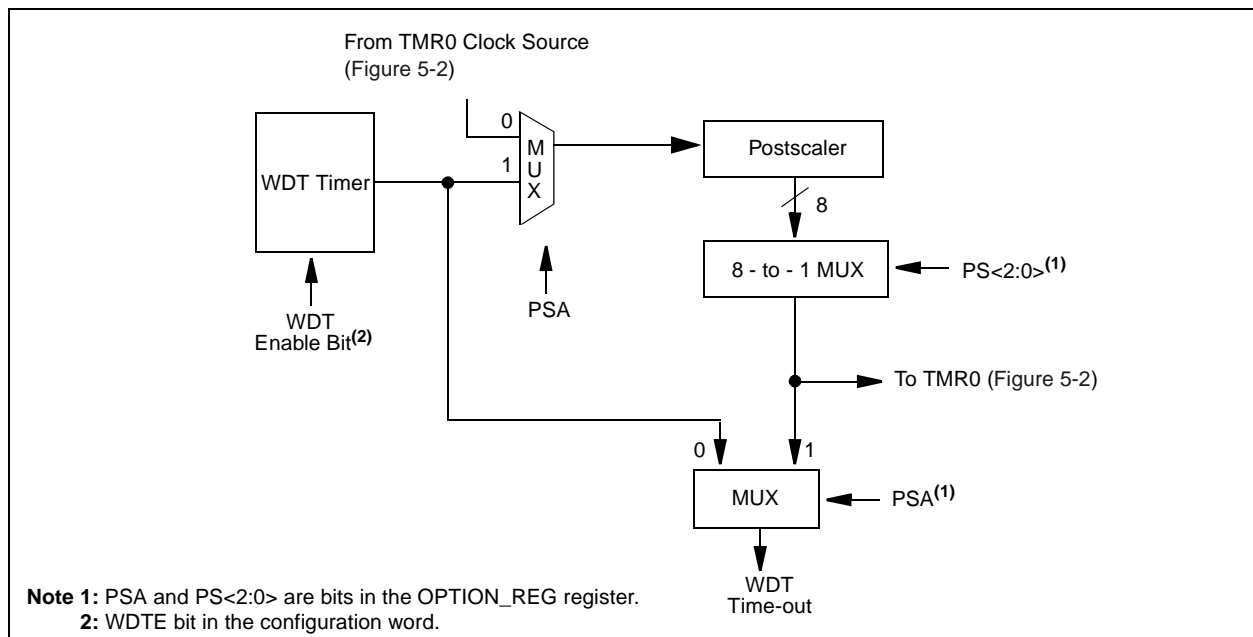 From TMR0 Clock Source
(Figure 5-2)
0
1
M
U
X
WDT Timer
Postscaler
8
8 - to - 1 MUX
PS<2:0>(1)
PSA
WDT
Enable Bit(2)
To TMR0 (Figure 5-2)
0
1
MUX
PSA(1)
WDT
Time-out
Note 1: PSA and PS<2:0> are bits in the OPTION_REG register.
2: WDTE bit in the configuration word.